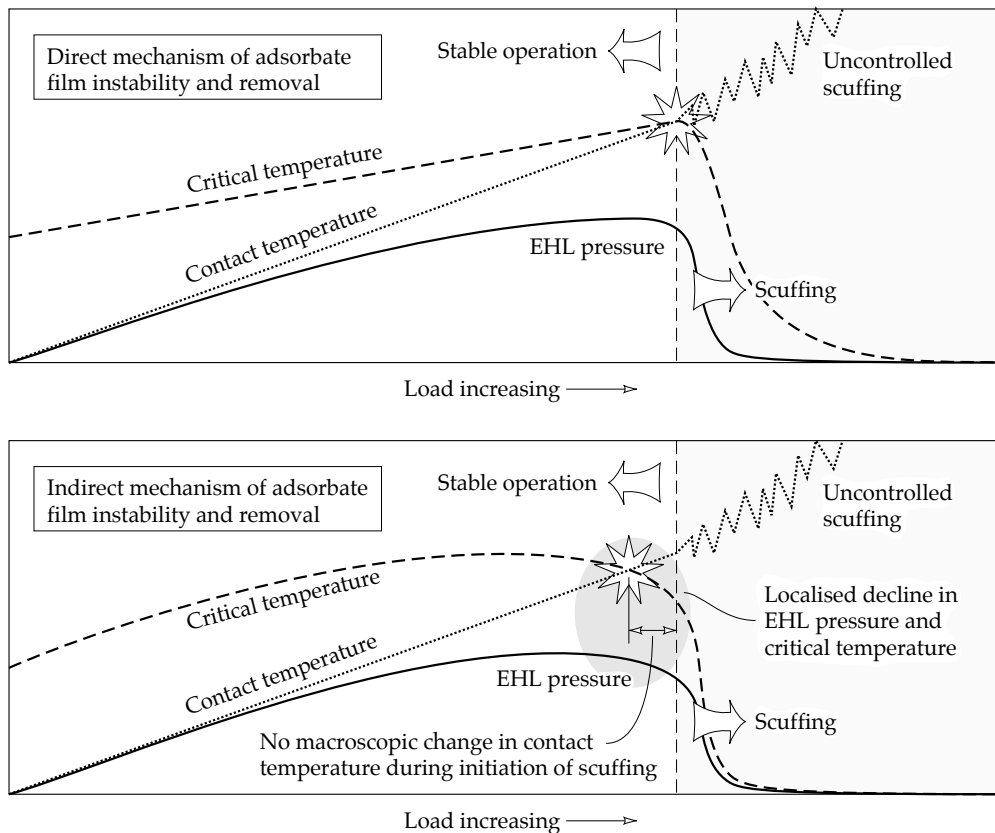 Direct mechanism of adsorbate
film instability and removal
Stable operation
Uncontrolled
scuffing
Critical temperature
Contact temperature
EHL pressure
Scuffing
Load increasing
Indirect mechanism of adsorbate
film instability and removal
Stable operation
Uncontrolled
scuffing
Critical temperature
Localised decline in
EHL pressure and
critical temperature
Contact temperature
EHL pressure
Scuffing
No macroscopic change in contact
temperature during initiation of scuffing
Load increasing